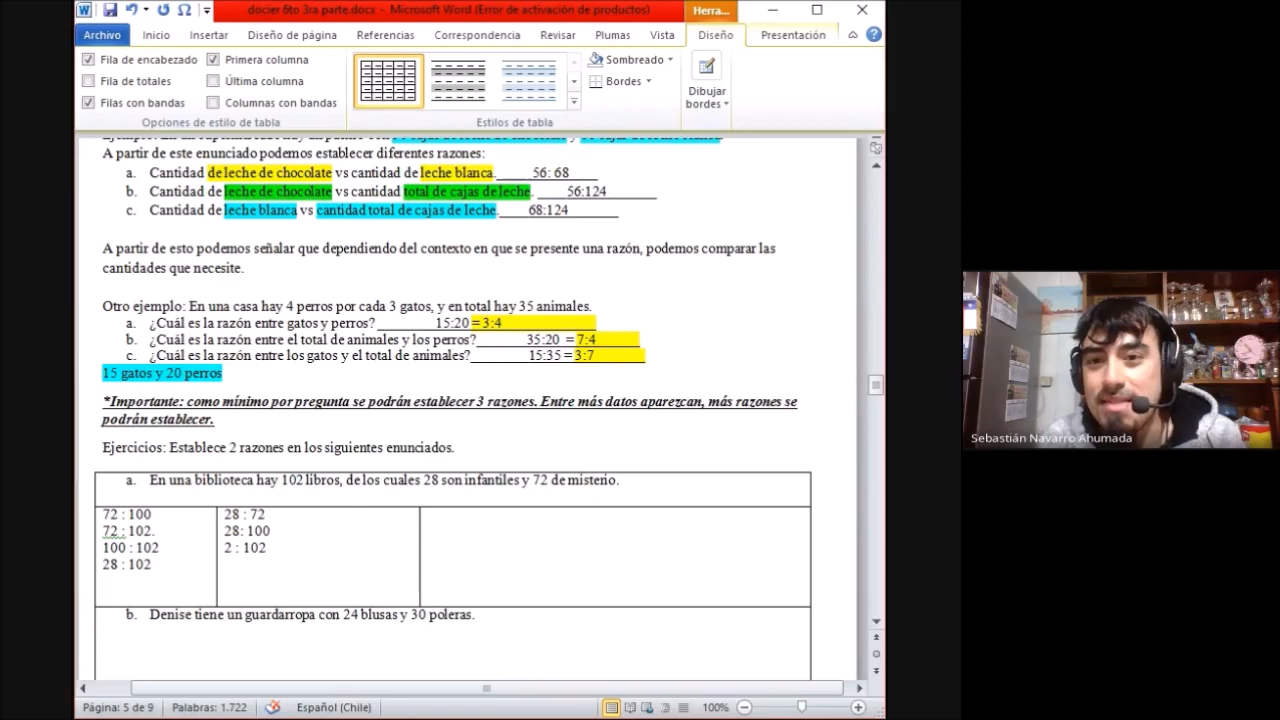 docier 6to 3ra parte.docx - Microsoft Word (Error de activación de productos)
Herra...
Archivo Inicio Insertar Diseño de página Referencias Correspondencia Revisar Plumas Vista Diseño Presentación
Fila de encabezado Primera columna
Fila de totales Última columna
Filas con bandas Columnas con bandas
Opciones de estilo de tabla
Estilos de tabla
Sombreado
Bordes
Dibujar
bordes
A partir de este enunciado podemos establecer diferentes razones:
a. Cantidad de leche de chocolate vs cantidad de leche blanca. 56: 68
b. Cantidad de leche de chocolate vs cantidad total de cajas de leche. 56:124
c. Cantidad de leche blanca vs cantidad total de cajas de leche. 68:124
A partir de esto podemos señalar que dependiendo del contexto en que se presente una razón, podemos comparar las
cantidades que necesite.
Otro ejemplo: En una casa hay 4 perros por cada 3 gatos, y en total hay 35 animales.
a. ¿Cuál es la razón entre gatos y perros? 15:20 = 3:4
b. ¿Cuál es la razón entre el total de animales y los perros? 35:20 = 7:4
c. ¿Cuál es la razón entre los gatos y el total de animales? 15:35 = 3:7
15 gatos y 20 perros
*Importante: como mínimo por pregunta se podrán establecer 3 razones. Entre más datos aparezcan, más razones se
podrán establecer.
Ejercicios: Establece 2 razones en los siguientes enunciados.
a. En una biblioteca hay 102 libros, de los cuales 28 son infantiles y 72 de misterio.
72 : 100
72 : 102.
100 : 102
28 : 102
28 : 72
28: 100
2 : 102
b. Denise tiene un guardarropa con 24 blusas y 30 poleras.
Página: 5 de 9 Palabras: 1.722 Español (Chile) 100%
Sebastián Navarro Ahumada